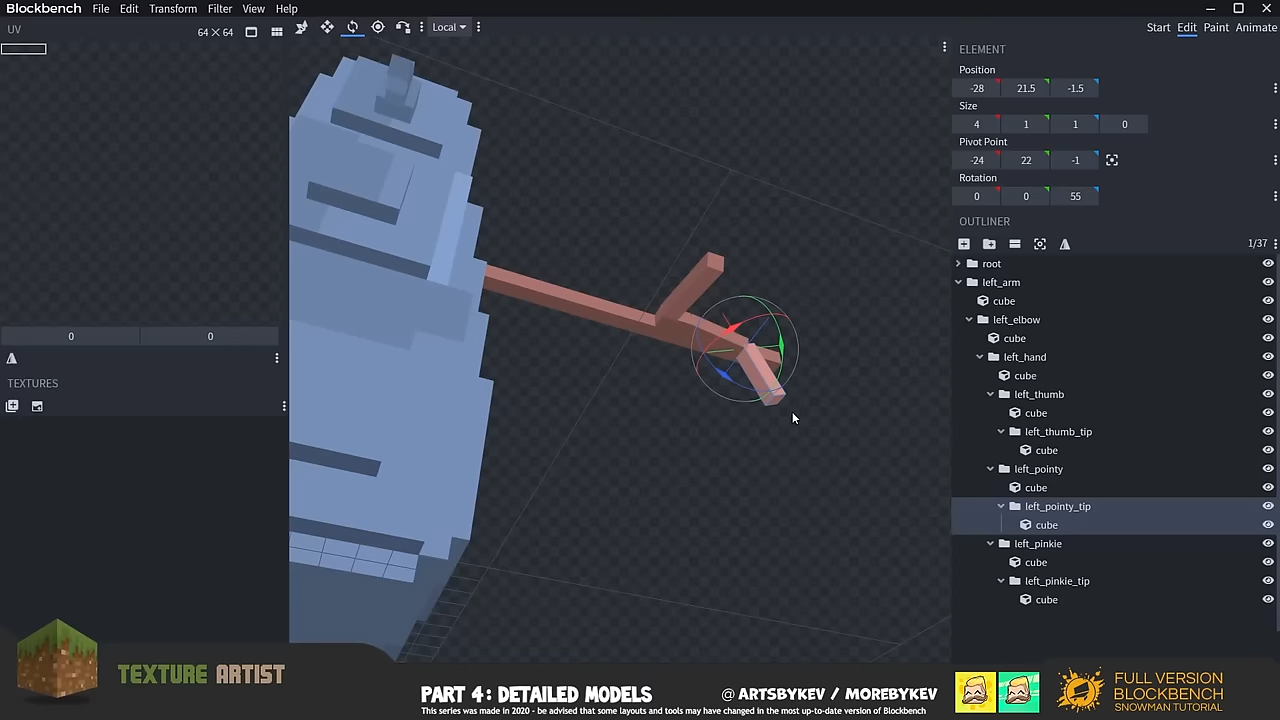 Blockbench File Edit Transform Filter View Help
UV 64 × 64 Local Start Edit Paint Animate
0 0
TEXTURES
ELEMENT
Position
-28 21.5 -1.5
Size
4 1 1 0
Pivot Point
-24 22 -1
Rotation
0 0 55
OUTLINER
1/37
root
left_arm
cube
left_elbow
cube
left_hand
cube
left_thumb
cube
left_thumb_tip
cube
left_pointy
cube
left_pointy_tip
cube
left_pinkie
cube
left_pinkie_tip
cube
TEXTURE ARTIST
PART 4: DETAILED MODELS
@ARTSBYKEV / MOREBYKEV
This series was made in 2020 - be advised that some layouts and tools may have changed in the most up-to-date version of Blockbench
FULL VERSION
BLOCKBENCH
SNOWMAN TUTORIAL